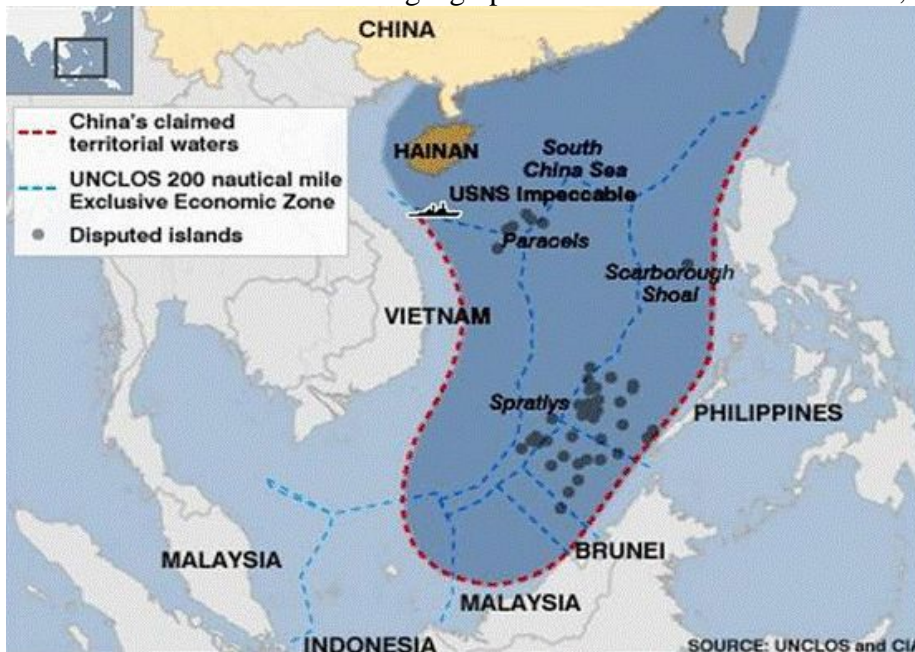 CHINA
China's claimed
territorial waters
UNCLOS 200 nautical mile
Exclusive Economic Zone
Disputed islands
HAINAN
South
China Sea
USNS Impeccable
Paracels
Scarborough
Shoal
VIETNAM
Spratlys
PHILIPPINES
MALAYSIA
BRUNEI
MALAYSIA
INDONESIA
SOURCE: UNCLOS and CIA